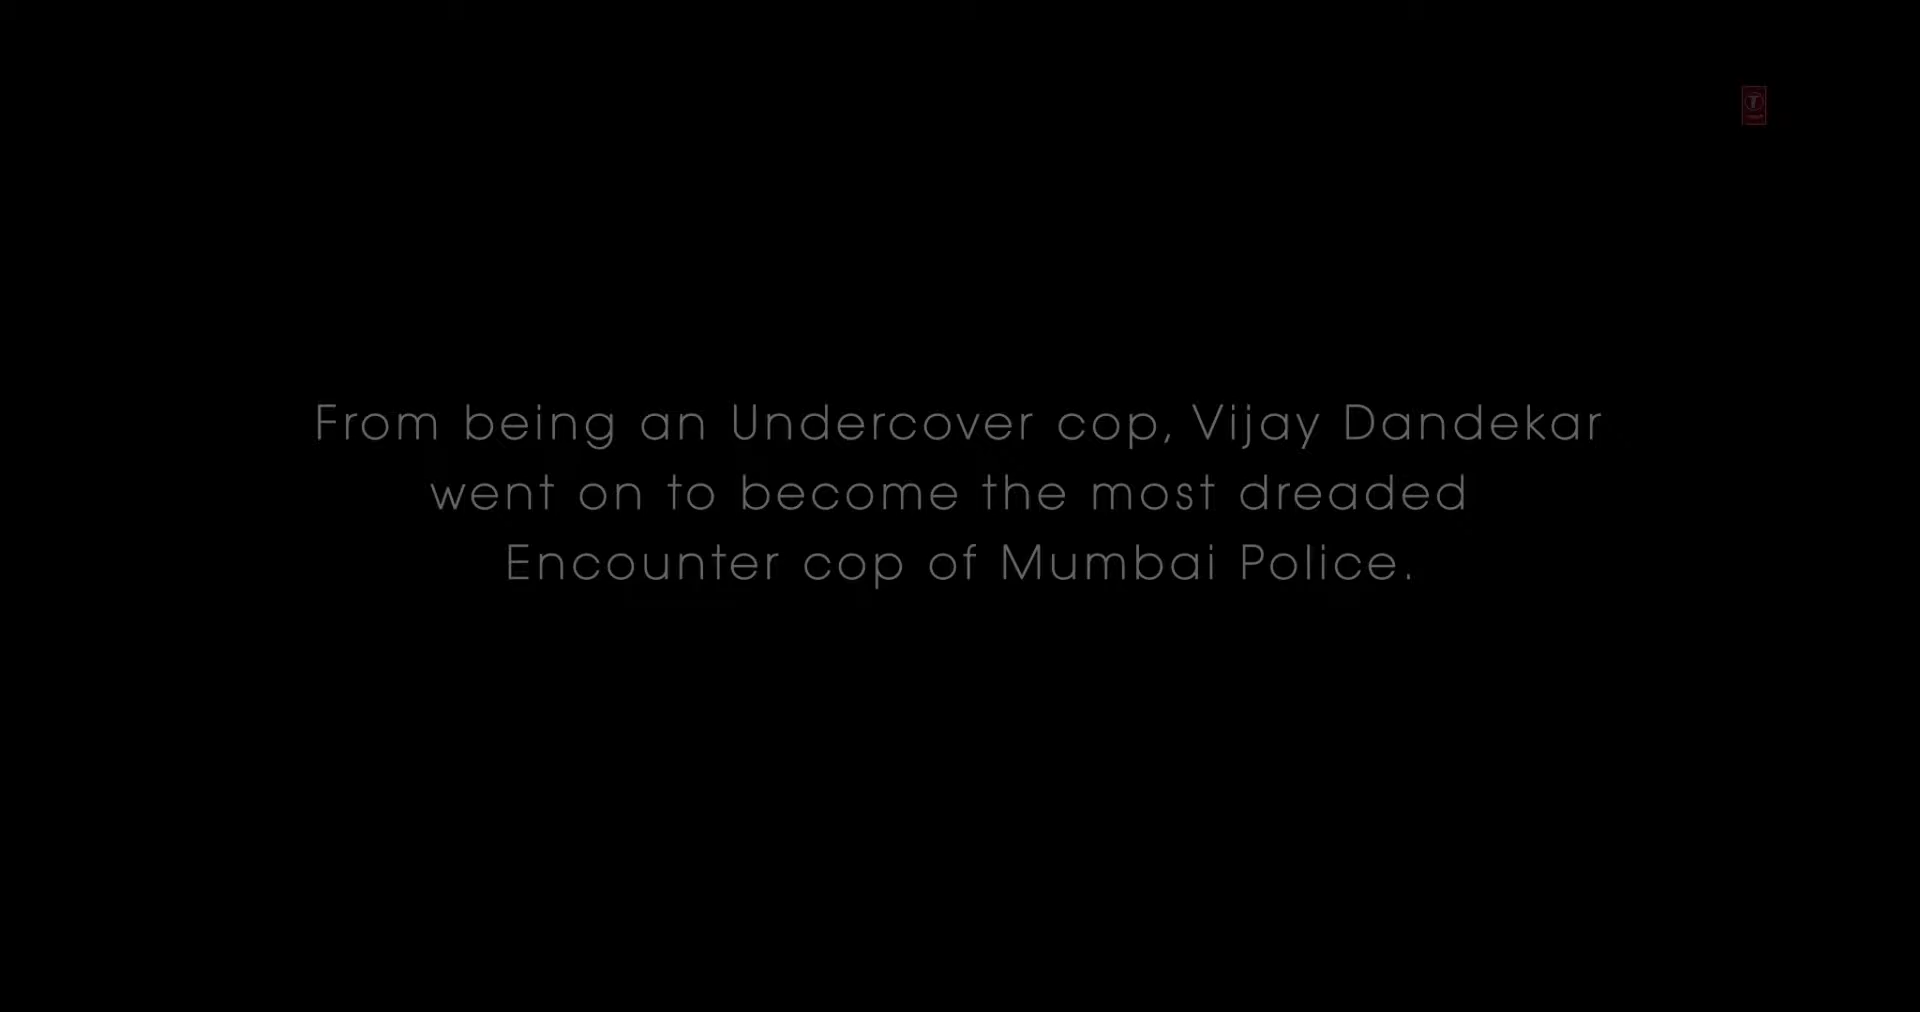 T
From being an Undercover cop, Vijay Dandekar
went on to become the most dreaded
Encounter cop of Mumbai Police.